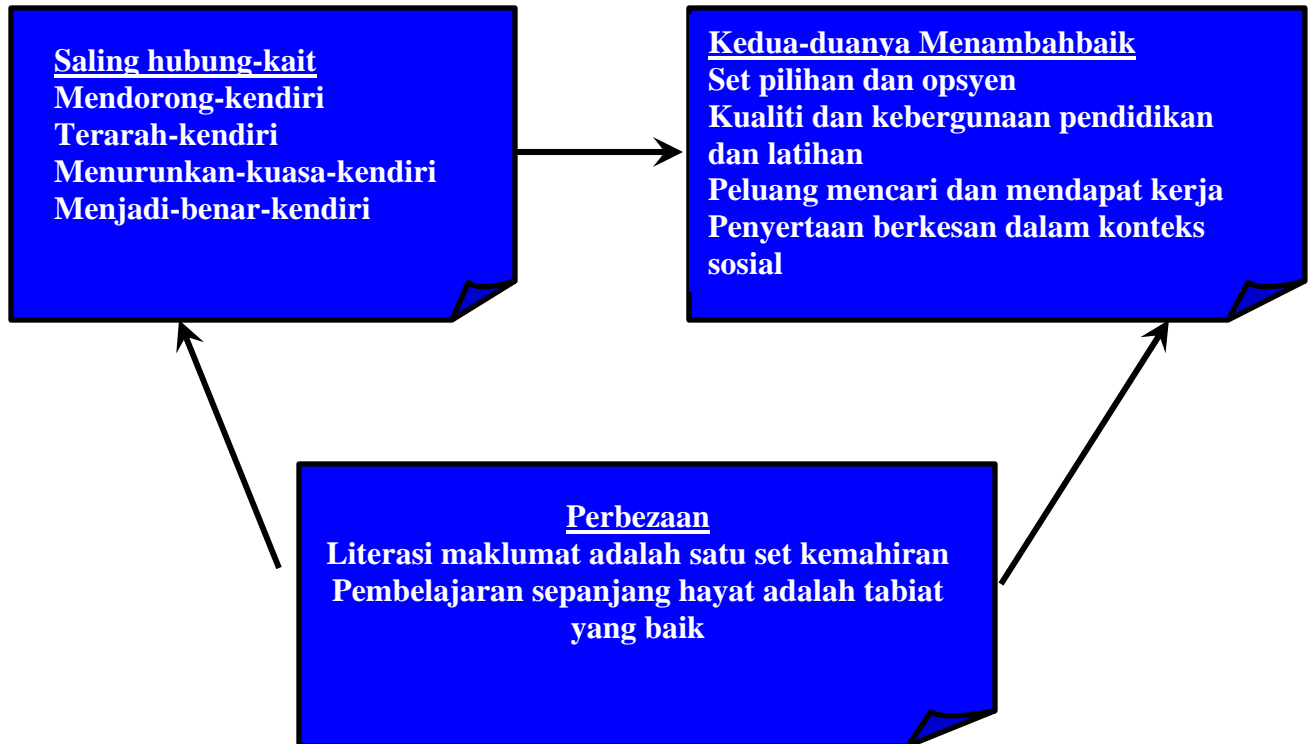 Saling hubung-kait
Mendorong-kendiri
Terarah-kendiri
Menurunkan-kuasa-kendiri
Menjadi-benar-kendiri
Kedua-duanya Menambahbaik
Set pilihan dan opsyen
Kualiti dan kebergunaan pendidikan
dan latihan
Peluang mencari dan mendapat kerja
Penyertaan berkesan dalam konteks
sosial
Perbezaan
Literasi maklumat adalah satu set kemahiran
Pembelajaran sepanjang hayat adalah tabiat
yang baik